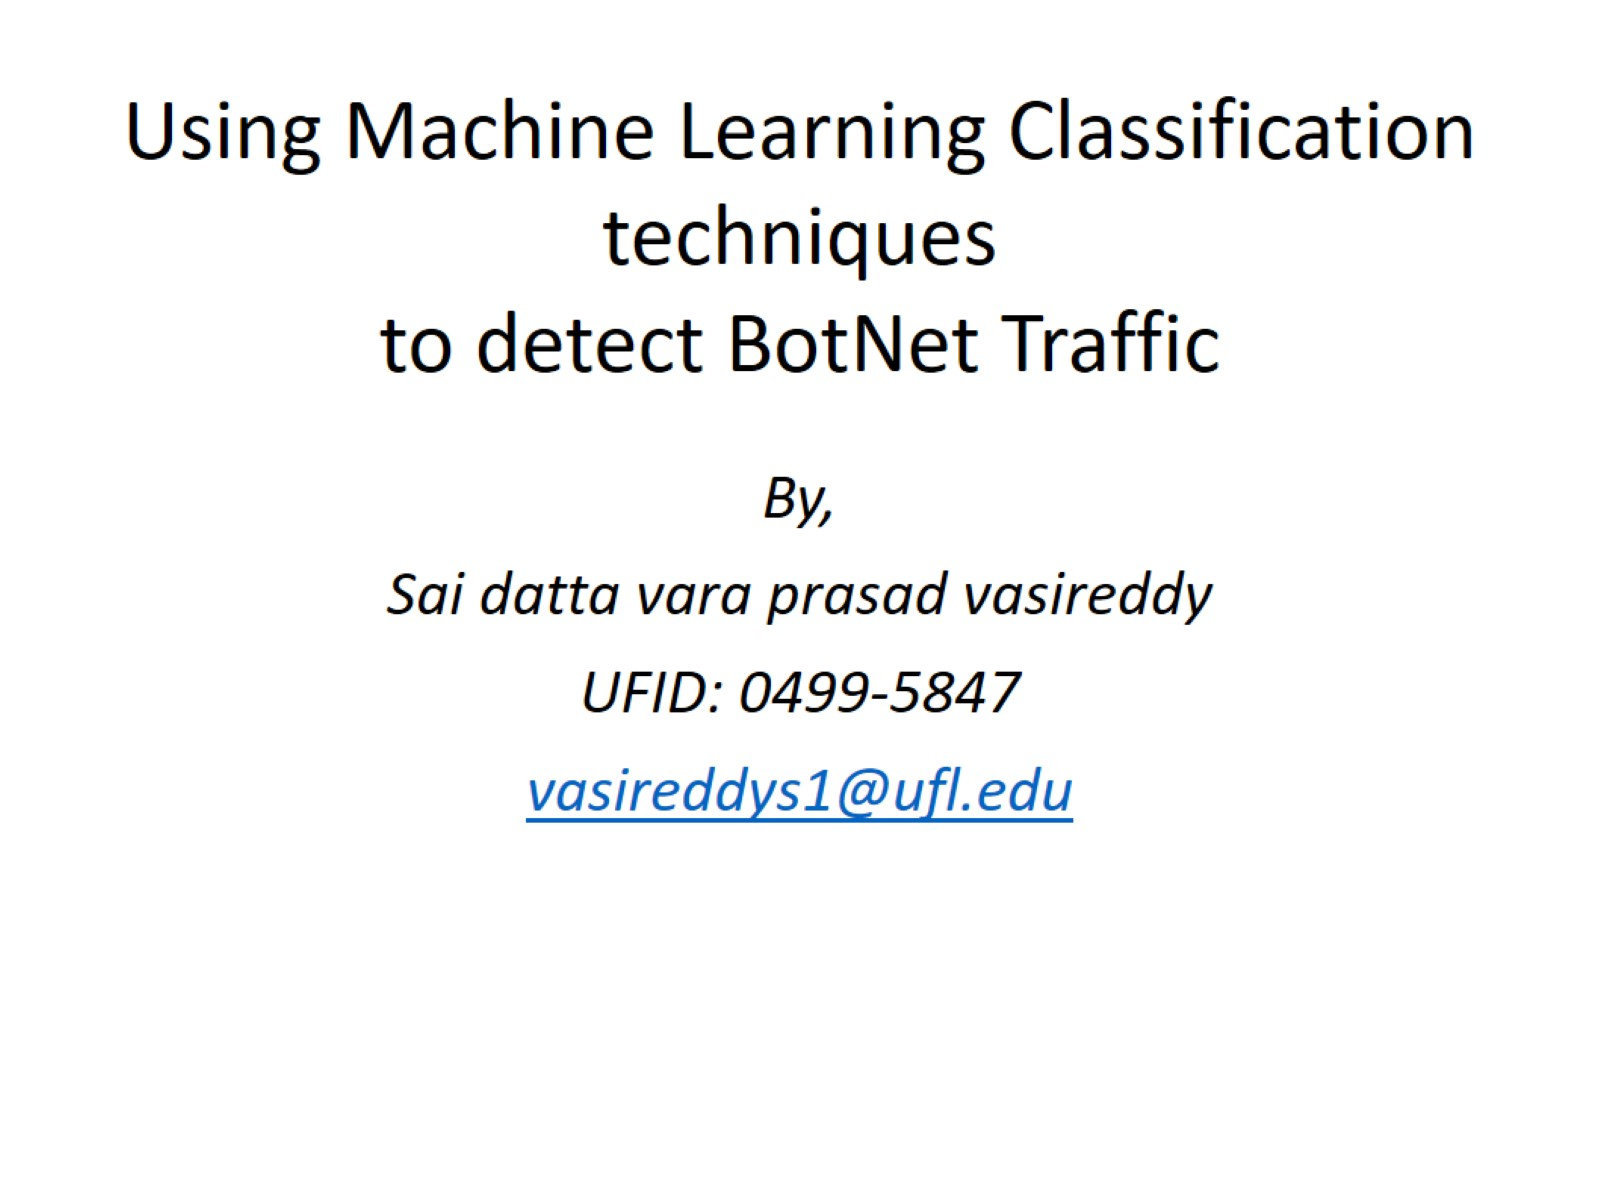 Using Machine Learning Classification
techniques
to detect BotNet Traffic
By,
Sai datta vara prasad vasireddy
UFID: 0499-5847
vasireddys1@ufl.edu